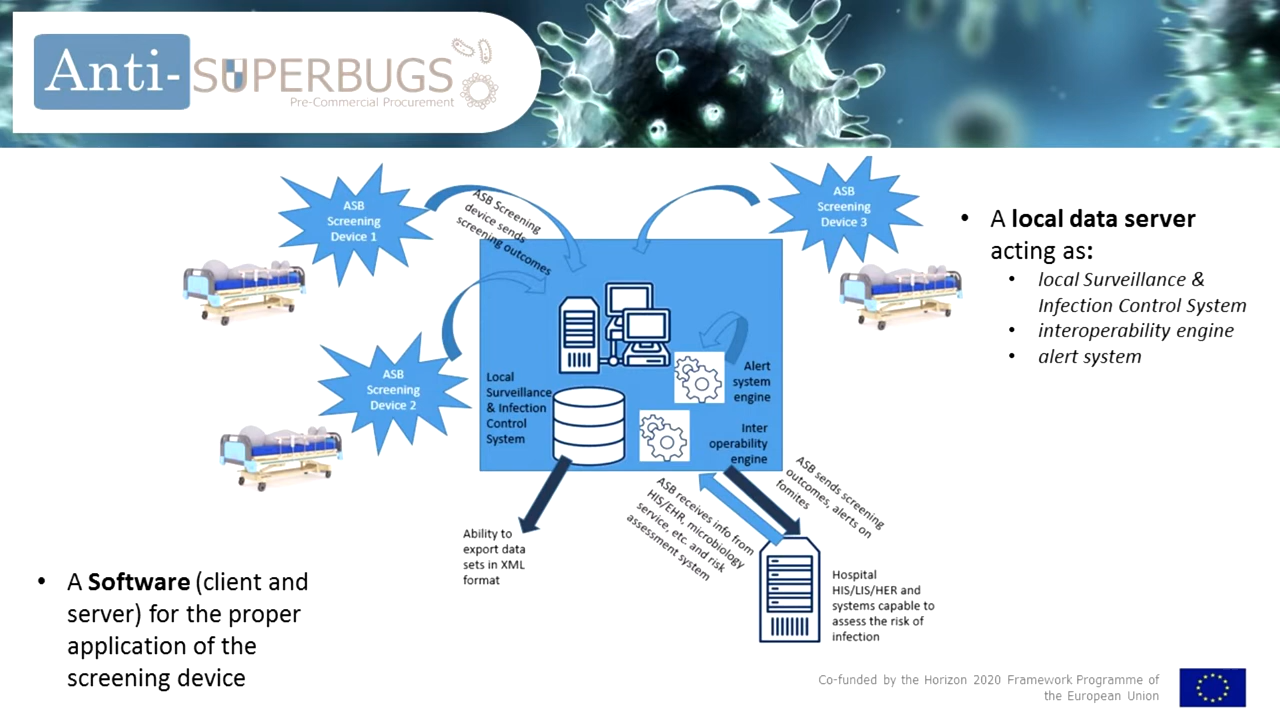 Anti-SUPERBUGS
Pre-Commercial Procurement
ASB
Screening
Device 1
ASB Screening
device sends
screening outcomes
ASB
Screening
Device 3
ASB
Screening
Device 2
Local
Surveillance
& Infection
Control
System
Alert
system
engine
Inter
operability
engine
Ability to
export data
sets in XML
format
ASB receives info from
HIS/EHR, microbiology
service, etc. and risk
assessment system
ASB sends screening
outcomes, alerts on
fomites
Hospital
HIS/LIS/HER and
systems capable to
assess the risk of
infection
• A local data server
acting as:
• local Surveillance &
Infection Control System
• interoperability engine
• alert system
• A Software (client and
server) for the proper
application of the
screening device
Co-funded by the Horizon 2020 Framework Programme of
the European Union